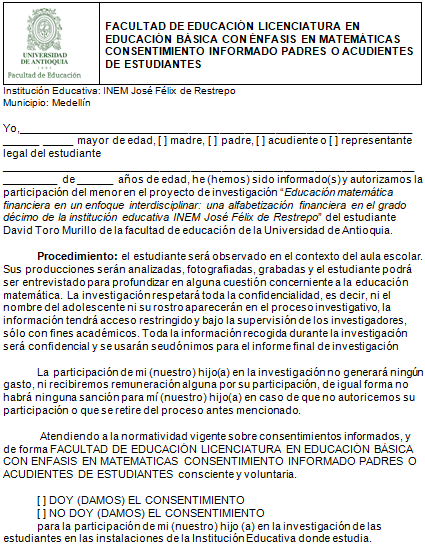 UNIVERSIDAD
DE ANTIOQUIA
1 8 0 3
Facultad de Educación
FACULTAD DE EDUCACIÓN LICENCIATURA EN
EDUCACIÓN BÁSICA CON ÉNFASIS EN MATEMÁTICAS
CONSENTIMIENTO INFORMADO PADRES O ACUDIENTES
DE ESTUDIANTES
Institución Educativa: INEM José Félix de Restrepo
Municipio: Medellín
Yo,____________________________________________________________
______ _____ mayor de edad, [ ] madre, [ ] padre, [ ] acudiente o [ ] representante
legal del estudiante
_______________________________________________________________
_________ de ______ años de edad, he (hemos) sido informado(s) y autorizamos la
participación del menor en el proyecto de investigación “Educación matemática
financiera en un enfoque interdisciplinar: una alfabetización financiera en el grado
décimo de la institución educativa INEM José Félix de Restrepo” del estudiante
David Toro Murillo de la facultad de educación de la Universidad de Antioquia.
Procedimiento: el estudiante será observado en el contexto del aula escolar.
Sus producciones serán analizadas, fotografiadas, grabadas y el estudiante podrá
ser entrevistado para profundizar en alguna cuestión concerniente a la educación
matemática. La investigación respetará toda la confidencialidad, es decir, ni el
nombre del adolescente ni su rostro aparecerán en el proceso investigativo, la
información tendrá acceso restringido y bajo la supervisión de los investigadores,
sólo con fines académicos. Toda la información recogida durante la investigación
será confidencial y se usarán seudónimos para el informe final de investigación
La participación de mi (nuestro) hijo(a) en la investigación no generará ningún
gasto, ni recibiremos remuneración alguna por su participación, de igual forma no
habrá ninguna sanción para mí (nuestro) hijo(a) en caso de que no autoricemos su
participación o que se retire del proceso antes mencionado.
Atendiendo a la normatividad vigente sobre consentimientos informados, y
de forma FACULTAD DE EDUCACIÓN LICENCIATURA EN EDUCACIÓN BÁSICA
CON ENFASIS EN MATEMÁTICAS CONSENTIMIENTO INFORMADO PADRES O
ACUDIENTES DE ESTUDIANTES consciente y voluntaria.
[ ] DOY (DAMOS) EL CONSENTIMIENTO
[ ] NO DOY (DAMOS) EL CONSENTIMIENTO
para la participación de mi (nuestro) hijo (a) en la investigación de las
estudiantes en las instalaciones de la Institución Educativa donde estudia.